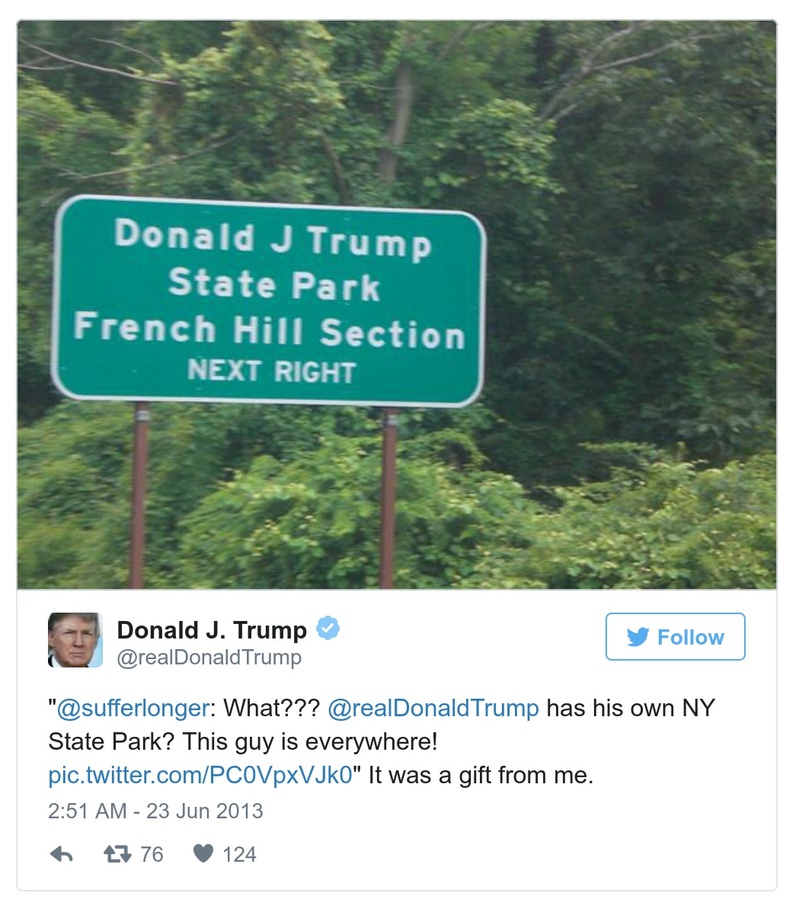 Donald J Trump
State Park
French Hill Section
NEXT RIGHT
Donald J. Trump
@realDonaldTrump
Follow
"@sufferlonger: What??? @realDonaldTrump has his own NY
State Park? This guy is everywhere!
pic.twitter.com/PC0VpxVJk0" It was a gift from me.
2:51 AM - 23 Jun 2013
76 124